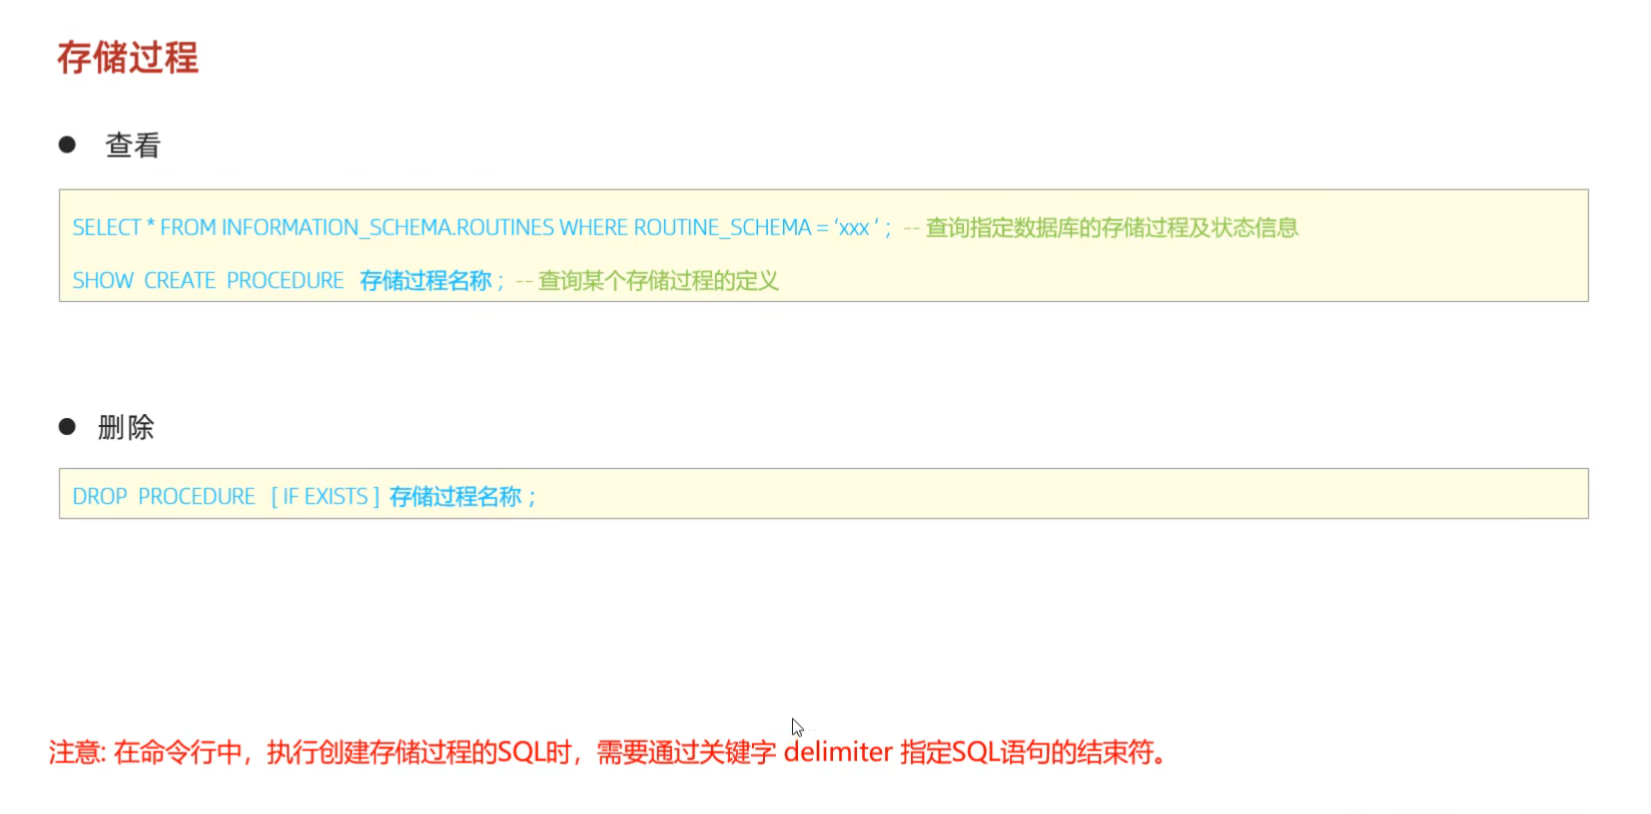 存储过程
● 查看
SELECT * FROM INFORMATION_SCHEMA.ROUTINES WHERE ROUTINE_SCHEMA = ‘xxx ‘ ; -- 查询指定数据库的存储过程及状态信息
SHOW CREATE PROCEDURE 存储过程名称 ; -- 查询某个存储过程的定义
● 删除
DROP PROCEDURE [ IF EXISTS ] 存储过程名称 ;
注意: 在命令行中，执行创建存储过程的SQL时，需要通过关键字 delimiter 指定SQL语句的结束符。